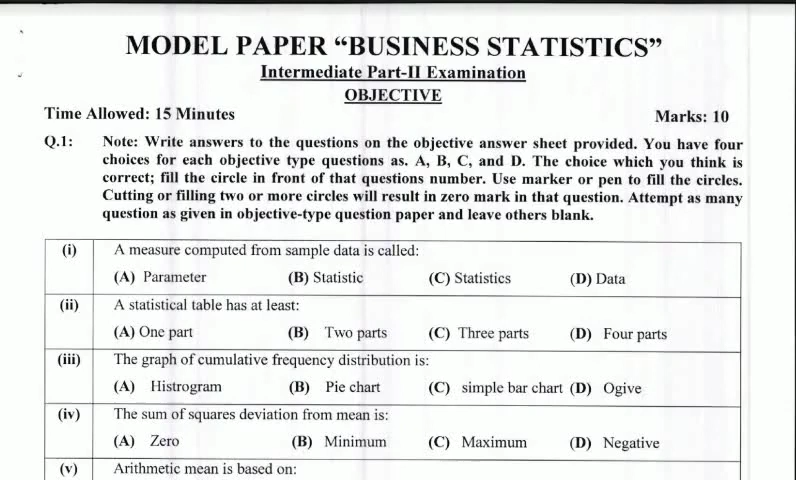 MODEL PAPER “BUSINESS STATISTICS”
Intermediate Part-II Examination
OBJECTIVE
Time Allowed: 15 Minutes Marks: 10
Q.1: Note: Write answers to the questions on the objective answer sheet provided. You have four
choices for each objective type questions as. A, B, C, and D. The choice which you think is
correct; fill the circle in front of that questions number. Use marker or pen to fill the circles.
Cutting or filling two or more circles will result in zero mark in that question. Attempt as many
question as given in objective-type question paper and leave others blank.
(i) A measure computed from sample data is called:
(A) Parameter (B) Statistic (C) Statistics (D) Data
(ii) A statistical table has at least:
(A) One part (B) Two parts (C) Three parts (D) Four parts
(iii) The graph of cumulative frequency distribution is:
(A) Histrogram (B) Pie chart (C) simple bar chart (D) Ogive
(iv) The sum of squares deviation from mean is:
(A) Zero (B) Minimum (C) Maximum (D) Negative
(v) Arithmetic mean is based on: